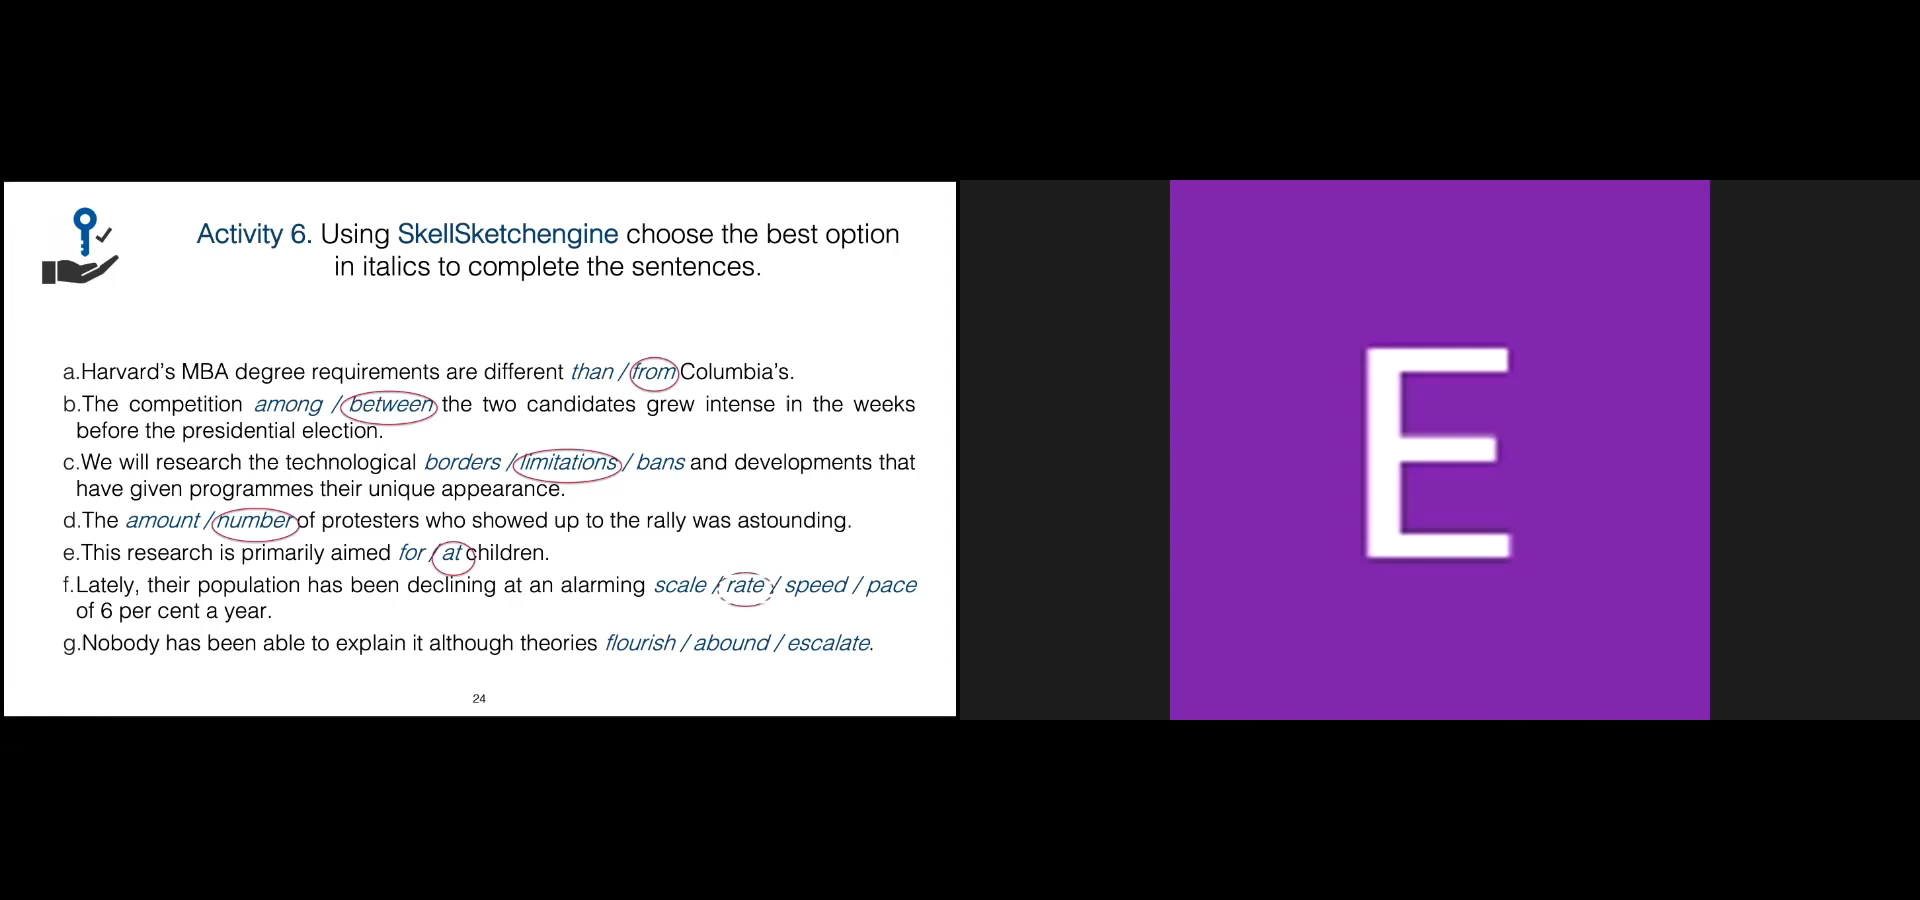 Activity 6. Using SkellSketchengine choose the best option
in italics to complete the sentences.
a.Harvard's MBA degree requirements are different than / from Columbia's.
b.The competition among / between the two candidates grew intense in the weeks
before the presidential election.
c.We will research the technological borders / limitations / bans and developments that
have given programmes their unique appearance.
d.The amount / number of protesters who showed up to the rally was astounding.
e.This research is primarily aimed for / at children.
f.Lately, their population has been declining at an alarming scale / rate / speed / pace
of 6 per cent a year.
g.Nobody has been able to explain it although theories flourish / abound / escalate.
24
E